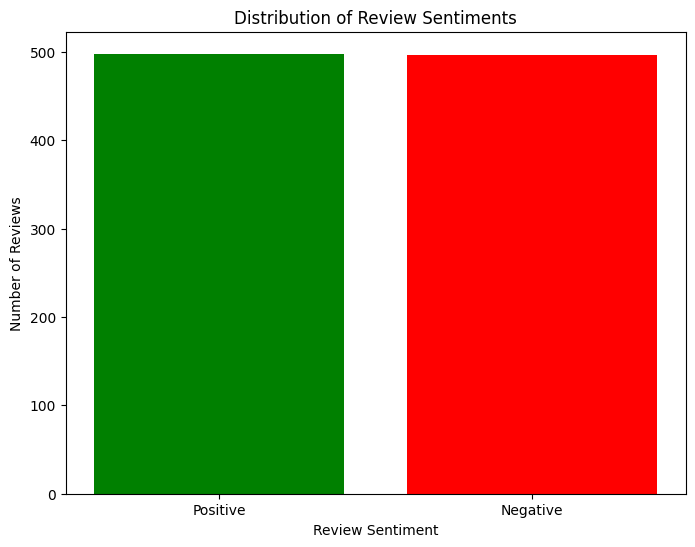 Distribution of Review Sentiments
500
400
300
200
100
0
Number of Reviews
Positive Negative
Review Sentiment